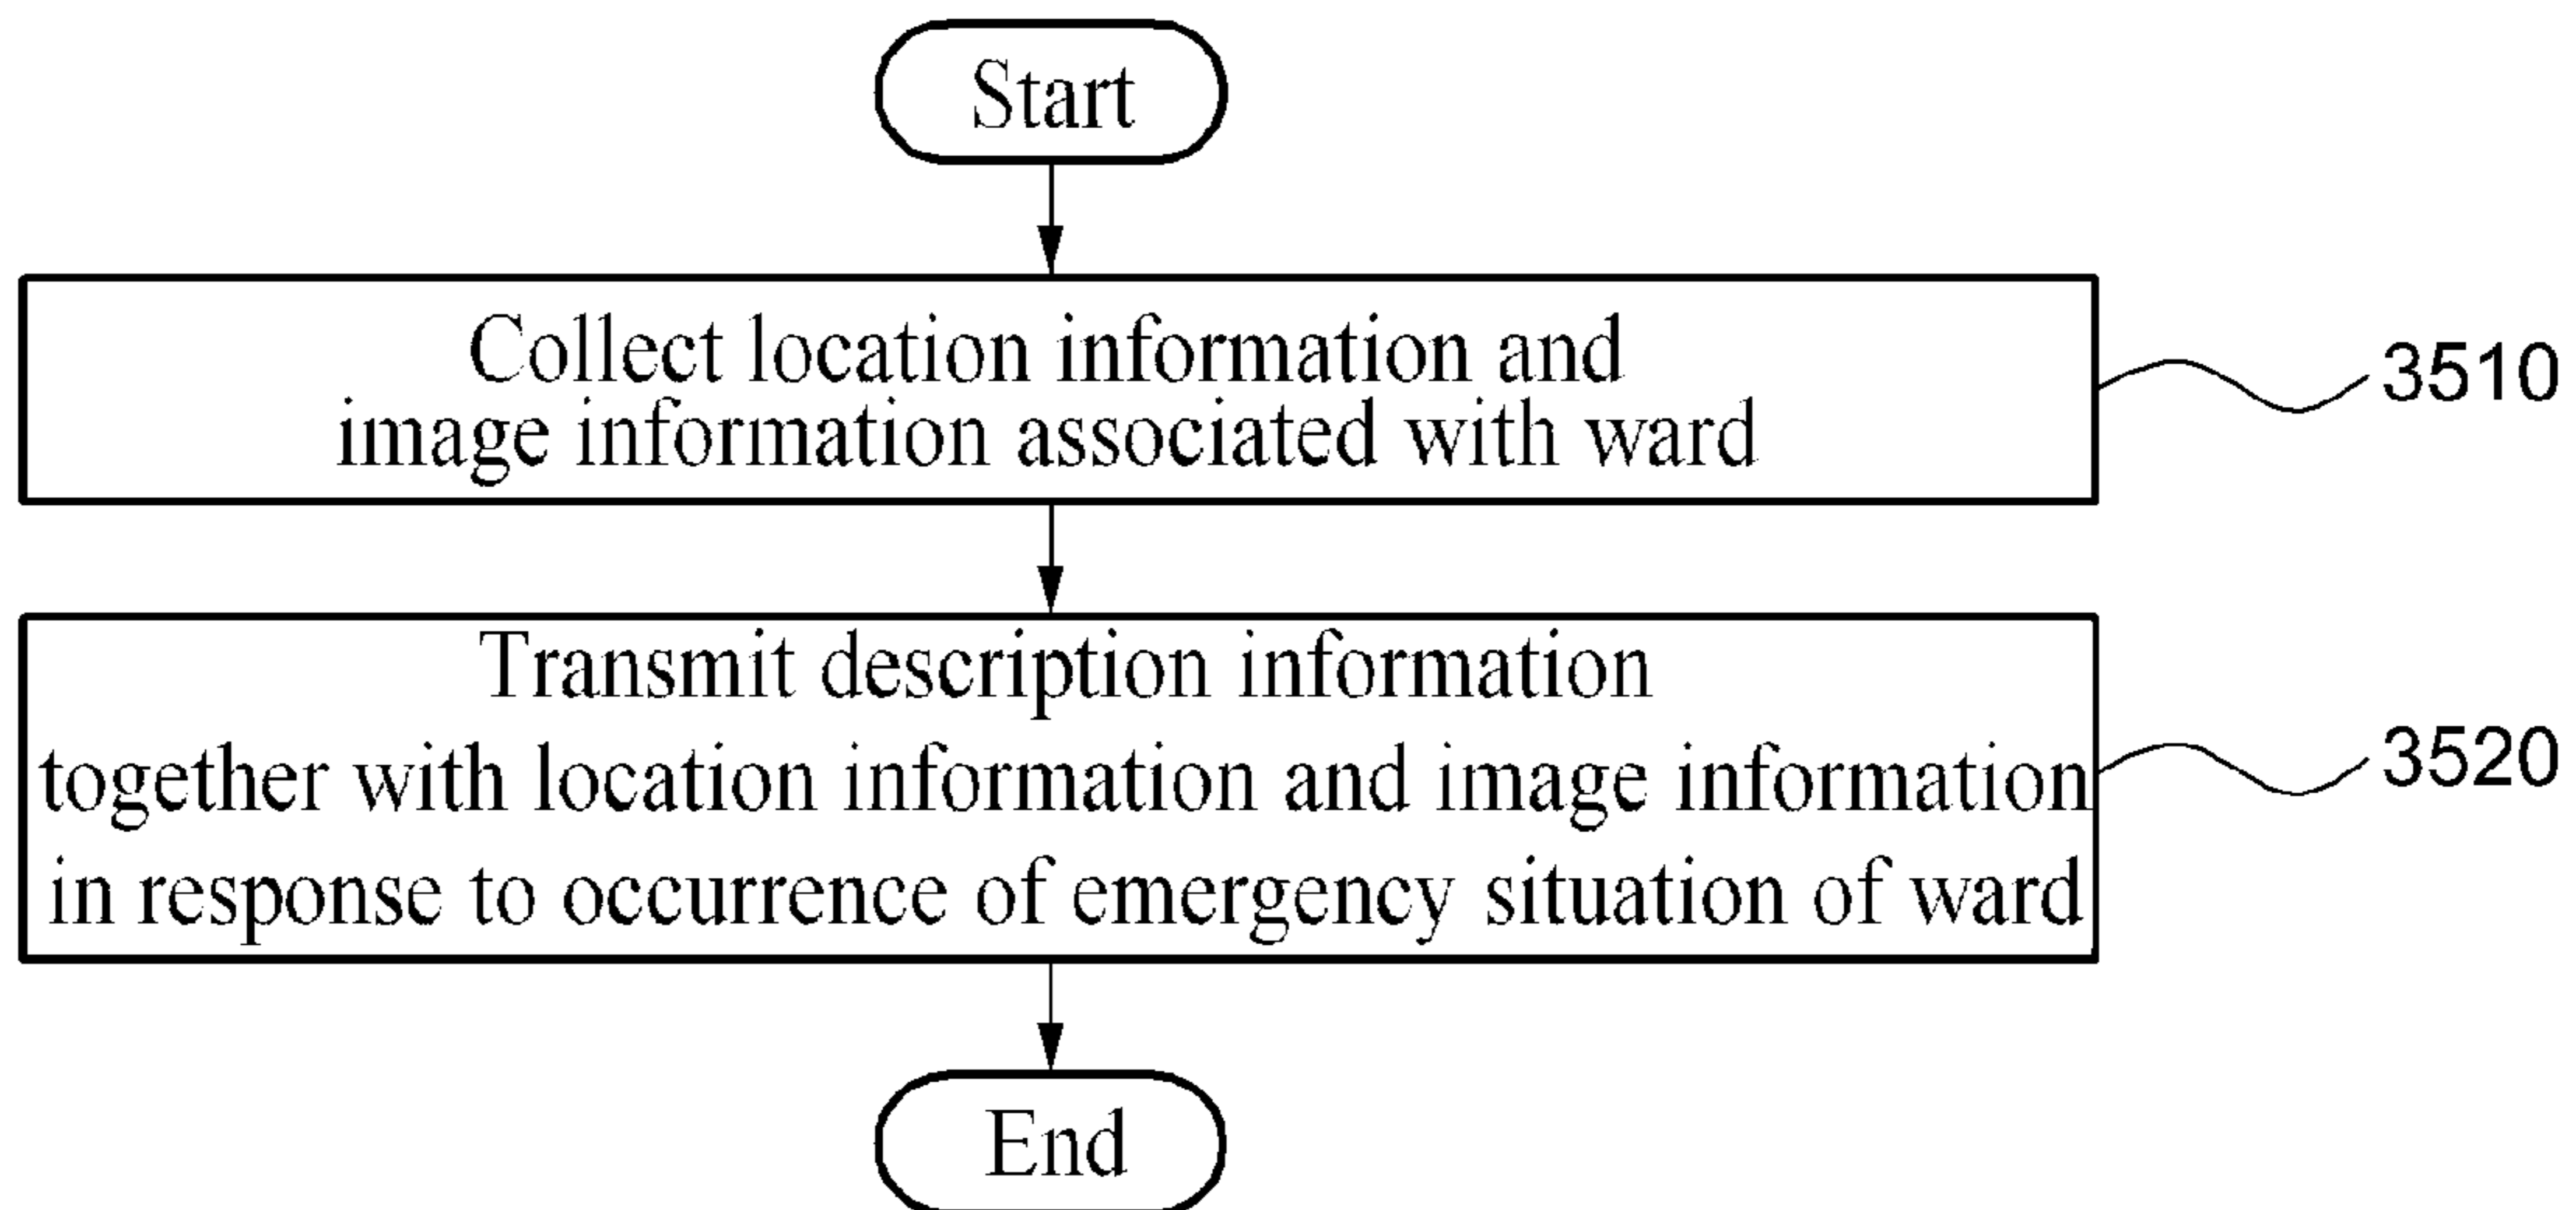 Start
Collect location information and
image information associated with ward
3510
Transmit description information
together with location information and image information
in response to occurrence of emergency situation of ward
3520
End